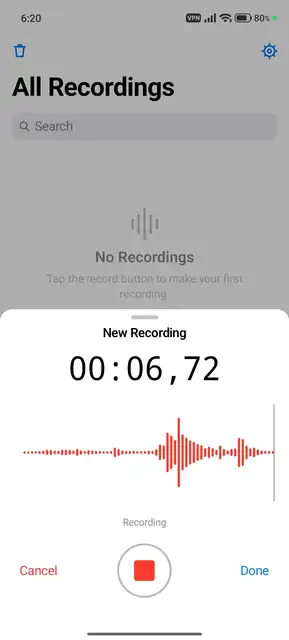 6:20
VPN
80%
All Recordings
Search
No Recordings
Tap the record button to make your first
recording
New Recording
00:06,72
Recording
Cancel
Done